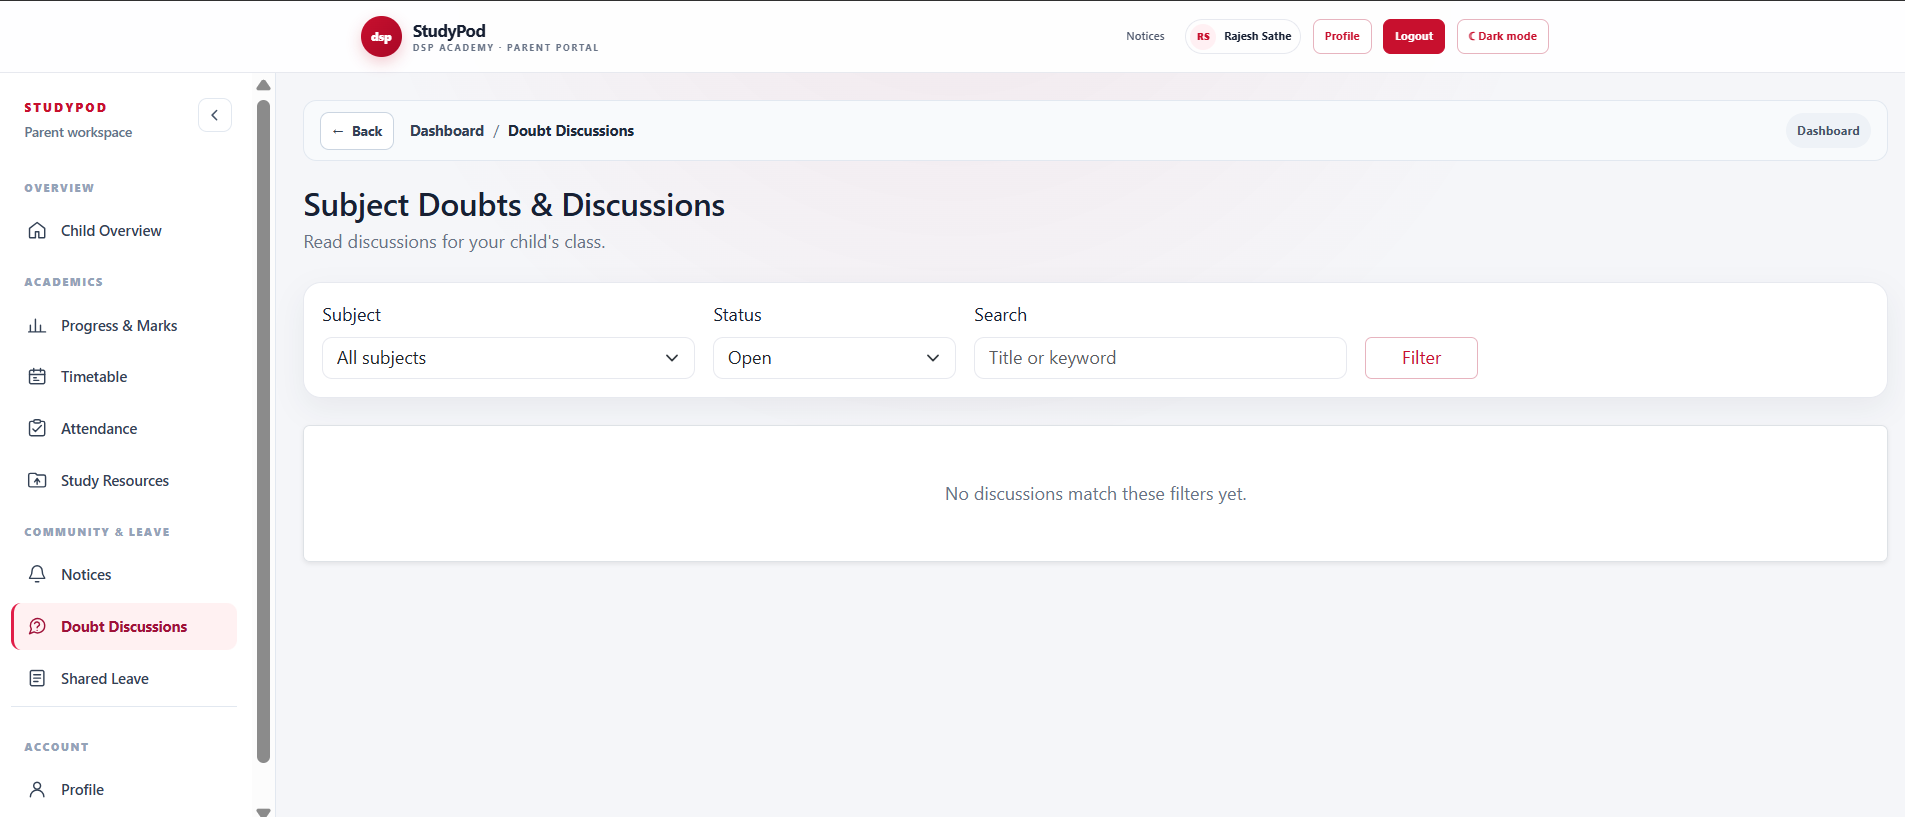 dsp
StudyPod
DSP ACADEMY · PARENT PORTAL
Notices
RS
Rajesh Sathe
Profile
Logout
☾ Dark mode
STUDYPOD
Parent workspace
OVERVIEW
Child Overview
ACADEMICS
Progress & Marks
Timetable
Attendance
Study Resources
COMMUNITY & LEAVE
Notices
Doubt Discussions
Shared Leave
ACCOUNT
Profile
← Back
Dashboard / Doubt Discussions
Dashboard
Subject Doubts & Discussions
Read discussions for your child's class.
Subject
All subjects
Status
Open
Search
Title or keyword
Filter
No discussions match these filters yet.